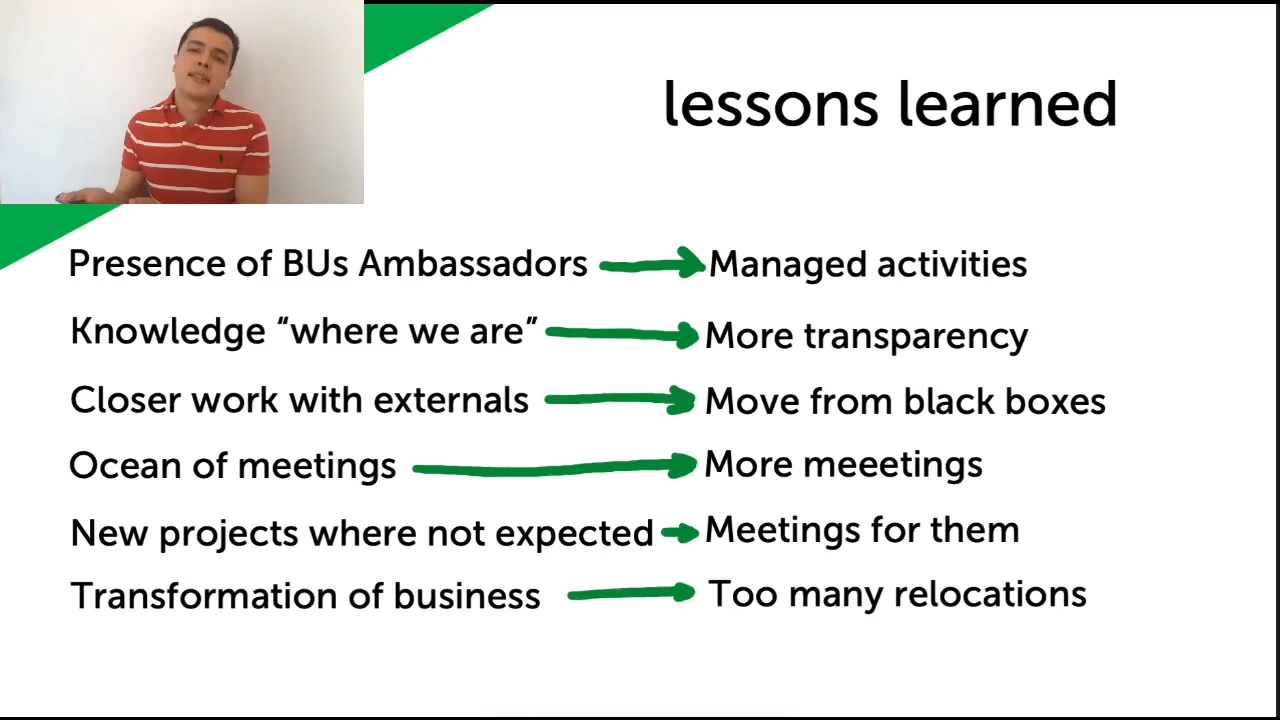 lessons learned
Presence of BUs Ambassadors Managed activities
Knowledge “where we are” More transparency
Closer work with externals Move from black boxes
Ocean of meetings More meeetings
New projects where not expected Meetings for them
Transformation of business Too many relocations